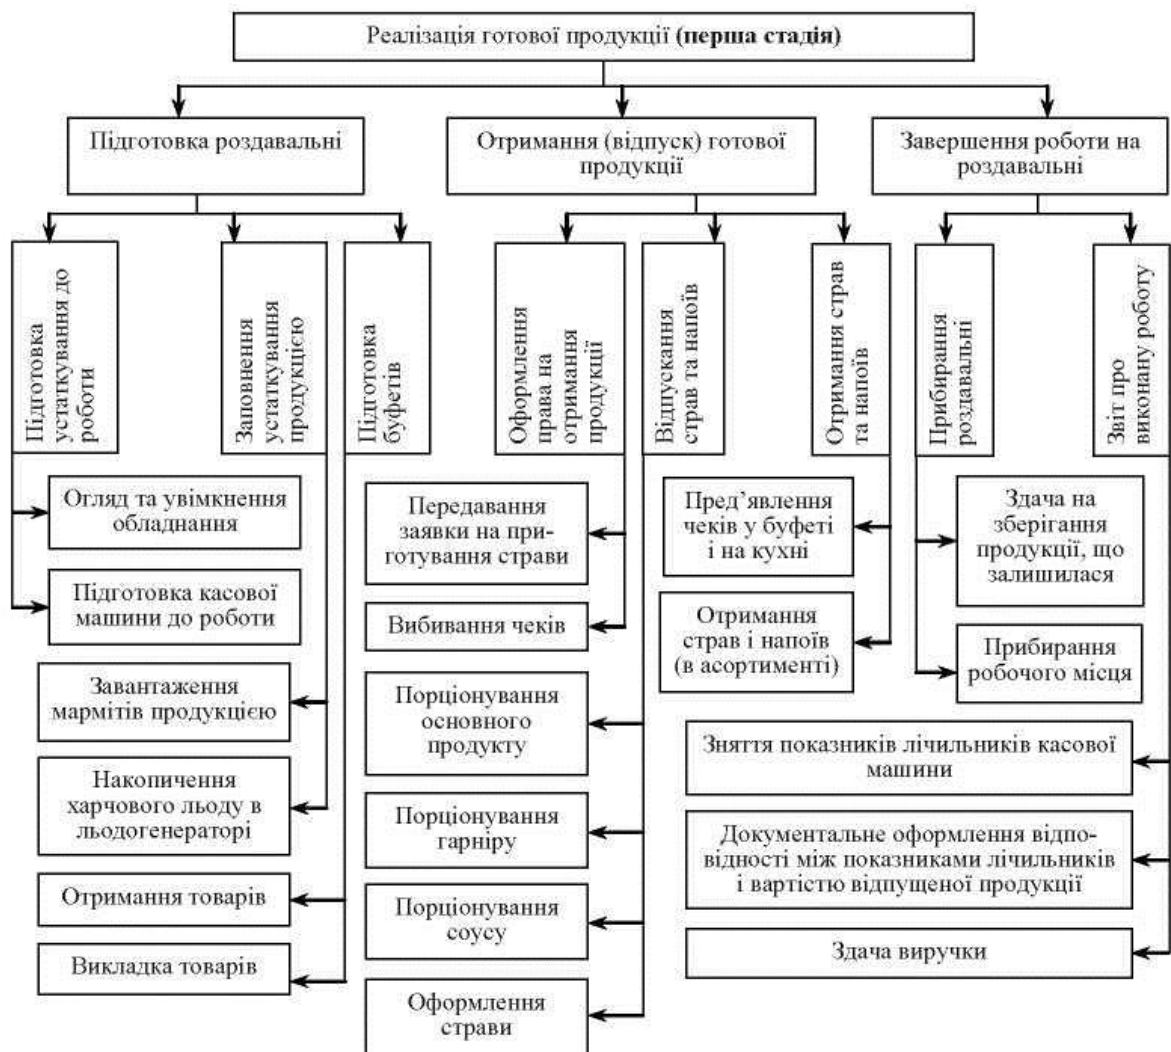 Реалізація готової продукції (перша стадія)
Підготовка роздавальні
Отримання (відпуск) готової
продукції
Завершення роботи на
роздавальні
Підготовка
устаткування до
роботи
Заповнення
устаткування
продукцією
Підготовка
буфетів
Оформлення
права на
отримання
продукції
Відпускання
страв та напоїв
Отримання страв
та напоїв
Прибирання
роздавальні
Звіт про
виконану роботу
Огляд та увімкнення
обладнання
Підготовка касової
машини до роботи
Завантаження
мармітів продукцією
Накопичення
харчового льоду в
льодогенераторі
Отримання товарів
Викладка товарів
Передавання
заявки на при-
готування страви
Вибивання чеків
Порціонування
основного
продукту
Порціонування
гарніру
Порціонування
соусу
Оформлення
страви
Пред’явлення
чеків у буфеті
і на кухні
Отримання
страв і напоїв
(в асортименті)
Здача на
зберігання
продукції, що
залишилася
Прибирання
робочого місця
Зняття показників лічильників касової
машини
Документальне оформлення відпо-
відності між показниками лічильників
і вартістю відпущеної продукції
Здача виручки